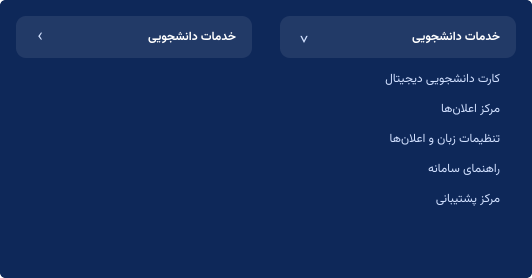 خدمات دانشجویی
کارت دانشجویی دیجیتال
مرکز اعلان‌ها
تنظیمات زبان و اعلان‌ها
راهنمای سامانه
مرکز پشتیبانی
خدمات دانشجویی